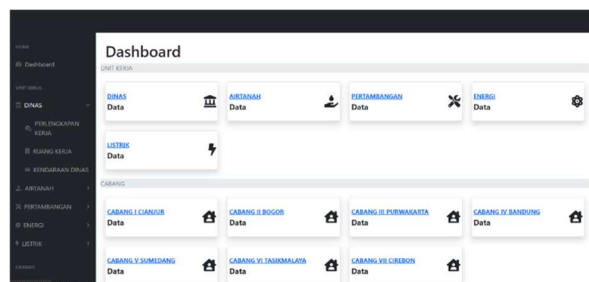 HOME
Dashboard
UNIT KERJA
DINAS
PERLENGKAPAN
KERJA
RUANG KERJA
KENDARAAN DINAS
AIRTANAH
PERTAMBANGAN
ENERGI
LISTRIK
CABANG
Dashboard
UNIT KERJA
DINAS
Data
AIRTANAH
Data
PERTAMBANGAN
Data
ENERGI
Data
LISTRIK
Data
CABANG
CABANG I CIANJUR
Data
CABANG II BOGOR
Data
CABANG III PURWAKARTA
Data
CABANG IV BANDUNG
Data
CABANG V SUMEDANG
Data
CABANG VI TASIKMALAYA
Data
CABANG VII CIREBON
Data